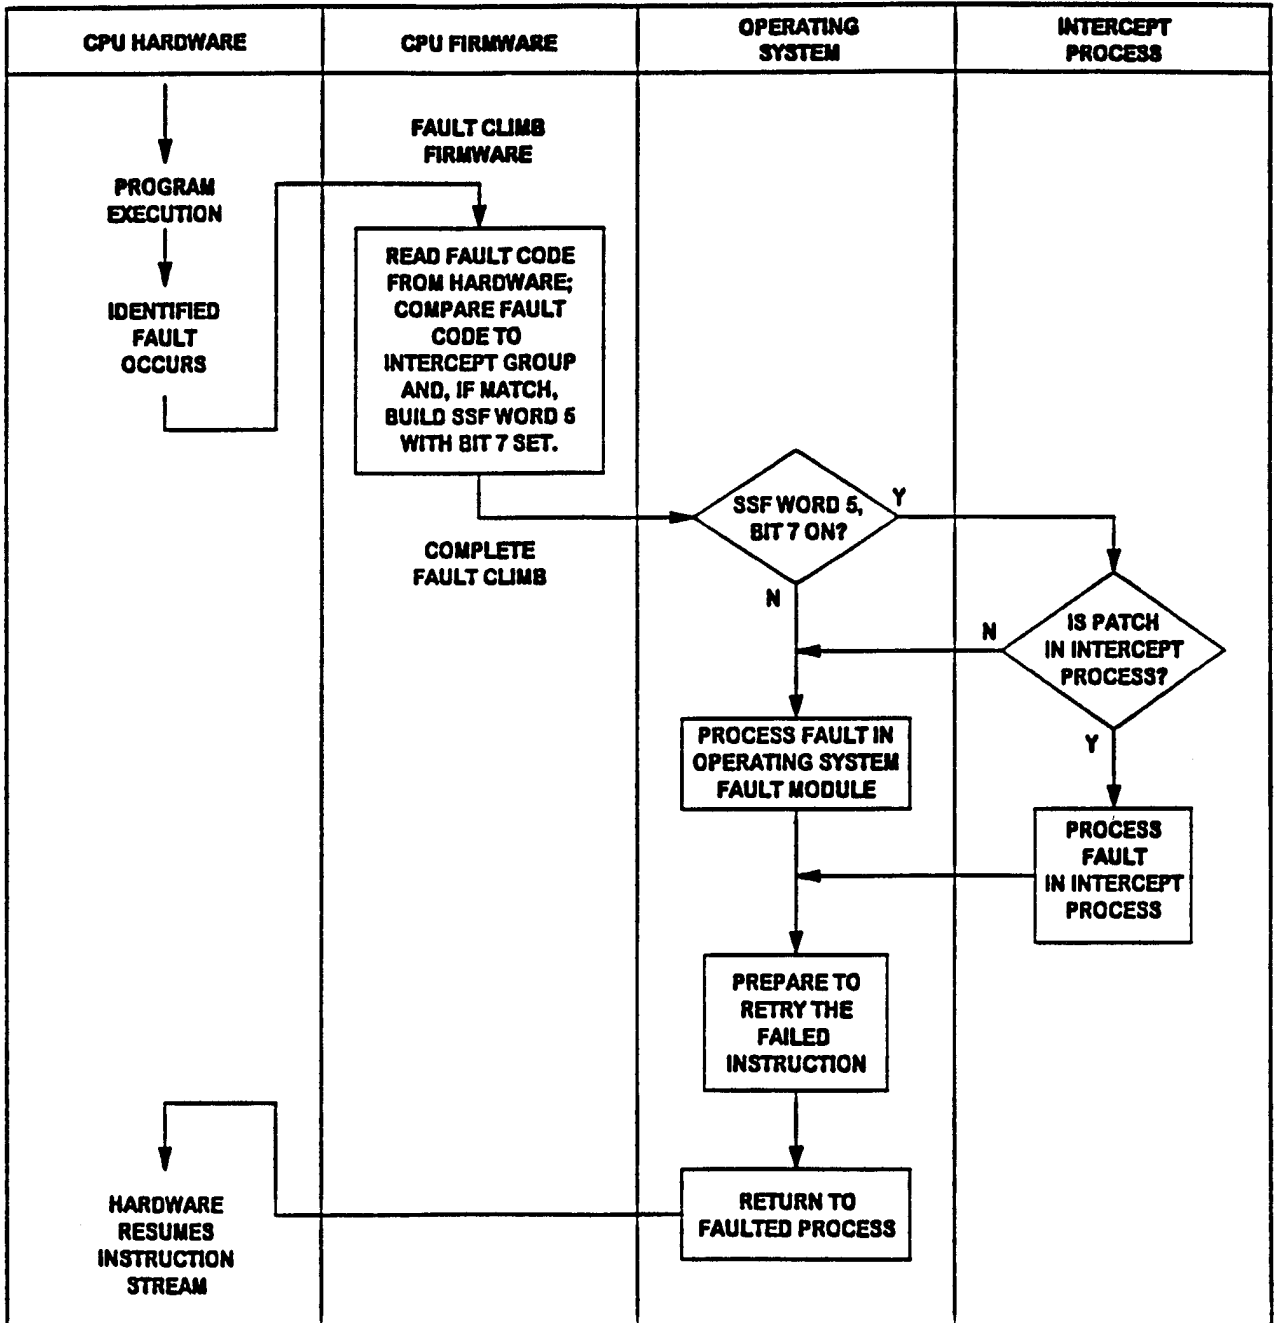 CPU HARDWARE
CPU FIRMWARE
OPERATING
SYSTEM
INTERCEPT
PROCESS
PROGRAM
EXECUTION
IDENTIFIED
FAULT
OCCURS
FAULT CLIMB
FIRMWARE
READ FAULT CODE
FROM HARDWARE;
COMPARE FAULT
CODE TO
INTERCEPT GROUP
AND, IF MATCH,
BUILD SSF WORD 5
WITH BIT 7 SET.
COMPLETE
FAULT CLIMB
SSF WORD 5,
BIT 7 ON?
Y
N
IS PATCH
IN INTERCEPT
PROCESS?
N
Y
PROCESS FAULT IN
OPERATING SYSTEM
FAULT MODULE
PROCESS
FAULT
IN INTERCEPT
PROCESS
PREPARE TO
RETRY THE
FAILED
INSTRUCTION
RETURN TO
FAULTED PROCESS
HARDWARE
RESUMES
INSTRUCTION
STREAM